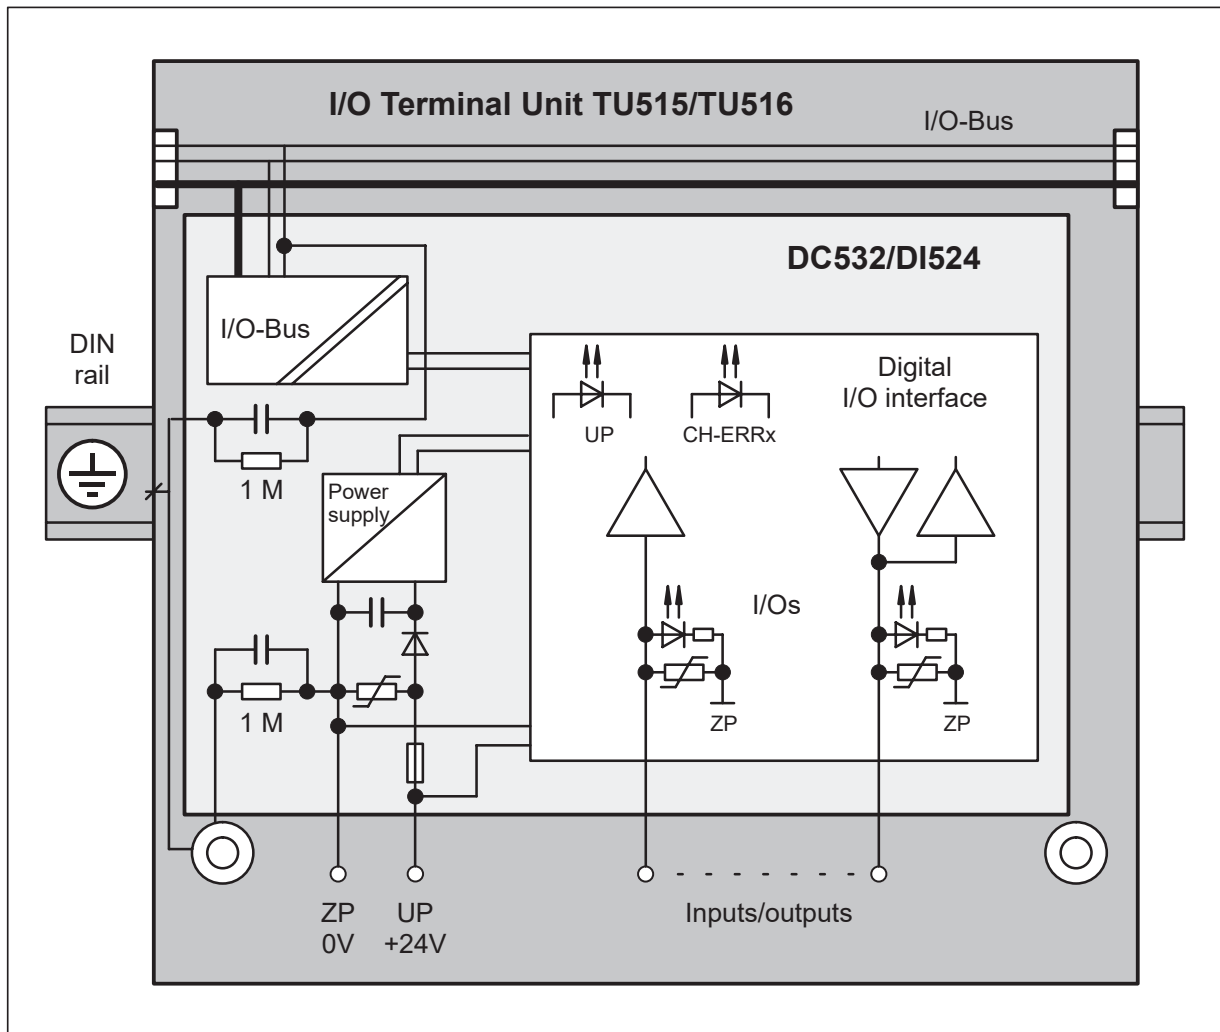 I/O Terminal Unit TU515/TU516
I/O-Bus
DC532/DI524
I/O-Bus
DIN
rail
Digital
I/O interface
UP
CH-ERRx
1 M
Power
supply
I/Os
1 M
ZP
ZP
ZP
0V
UP
+24V
Inputs/outputs